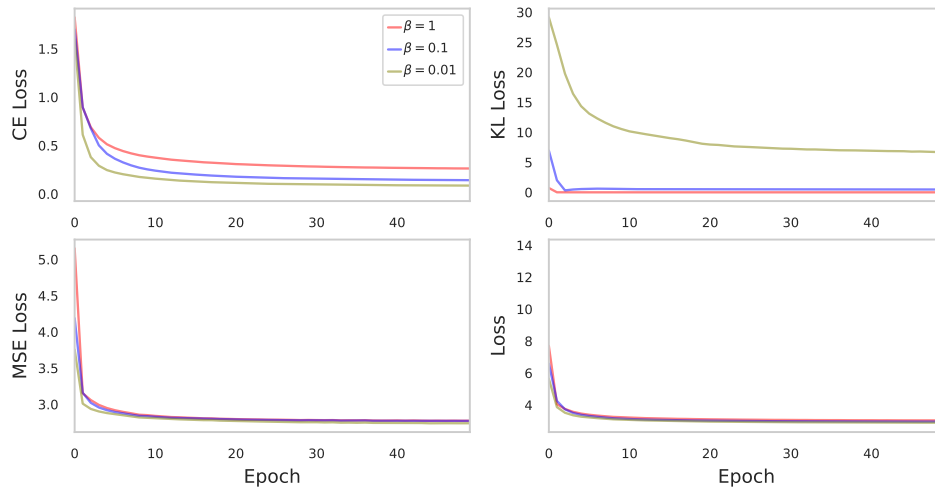 CE Loss
1.5
1.0
0.5
0.0
0 10 20 30 40
β = 1
β = 0.1
β = 0.01
KL Loss
30
25
20
15
10
5
0
0 10 20 30 40
MSE Loss
5.0
4.5
4.0
3.5
3.0
0 10 20 30 40
Epoch
Loss
14
12
10
8
6
4
0 10 20 30 40
Epoch